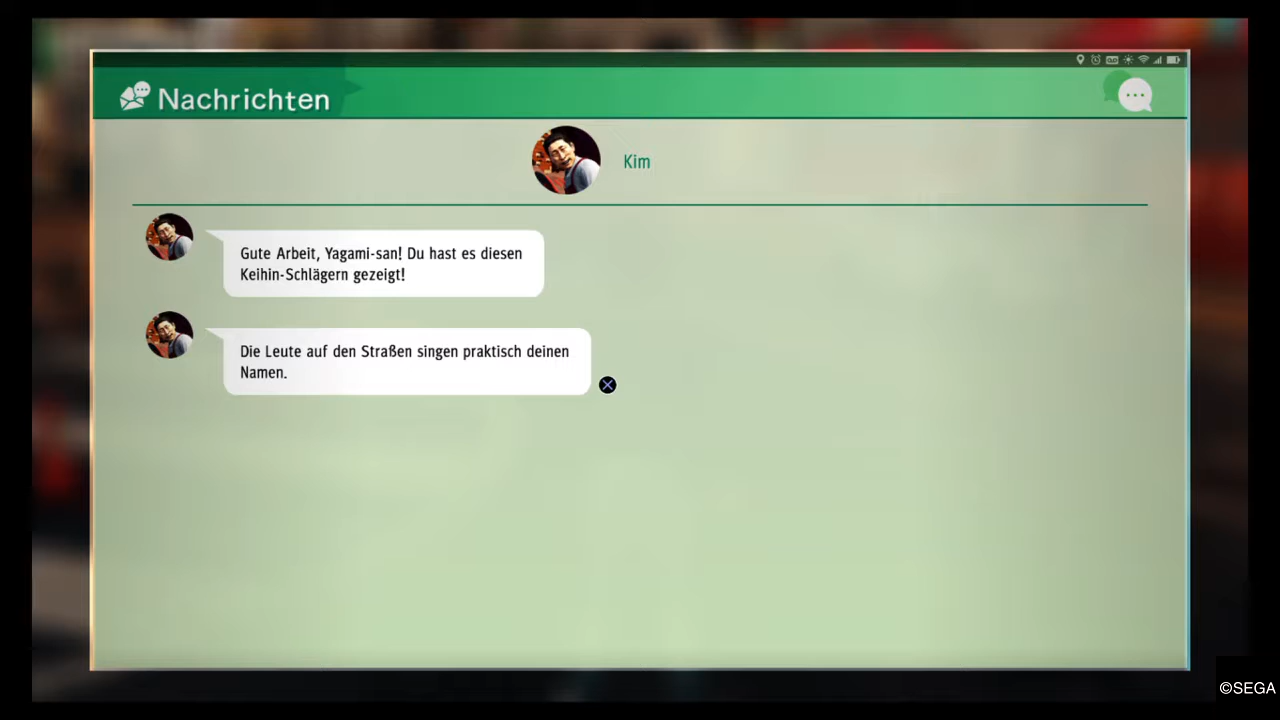 Nachrichten
Kim
Gute Arbeit, Yagami-san! Du hast es diesen
Keihin-Schlägern gezeigt!
Die Leute auf den Straßen singen praktisch deinen
Namen.
©SEGA